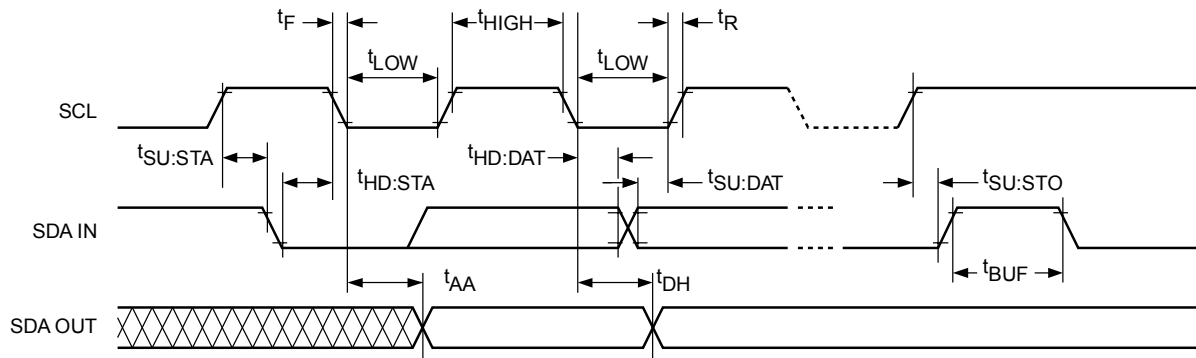 tF
tHIGH
tR
tLOW
tLOW
SCL
tSU:STA
tHD:STA
tHD:DAT
tSU:DAT
tSU:STO
SDA IN
tAA
tDH
tBUF
SDA OUT